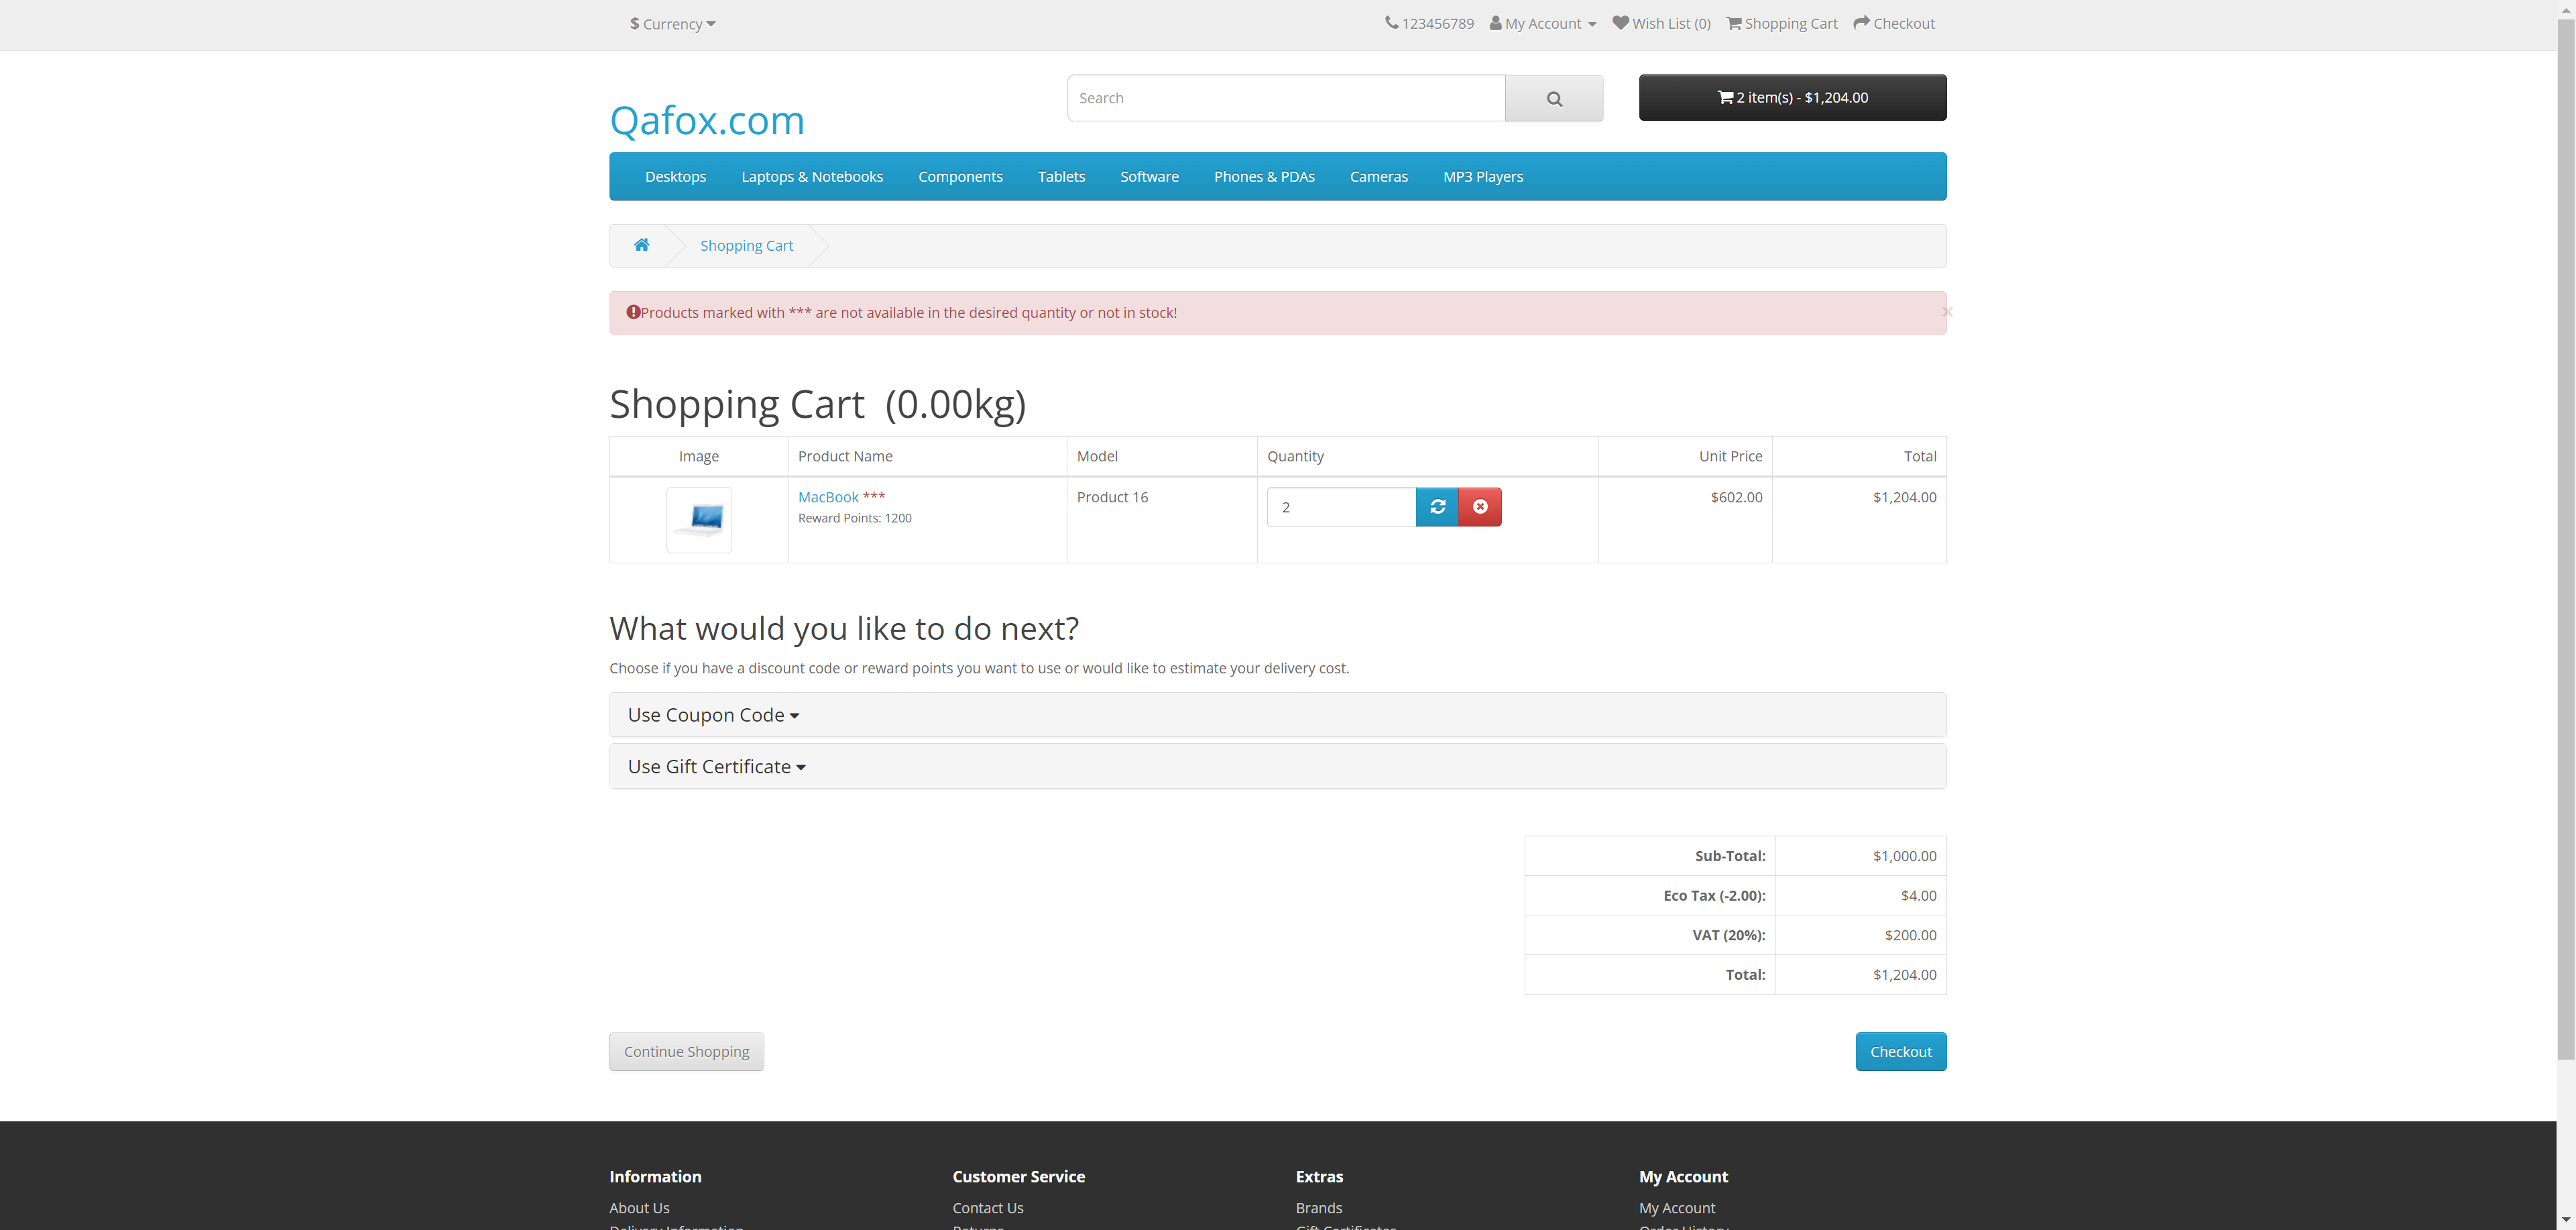 $ Currency
123456789 My Account Wish List (0) Shopping Cart Checkout
Qafox.com
Search
2 item(s) - $1,204.00
Desktops Laptops & Notebooks Components Tablets Software Phones & PDAs Cameras MP3 Players
Shopping Cart
Products marked with *** are not available in the desired quantity or not in stock!
×
Shopping Cart (0.00kg)
Image Product Name Model Quantity Unit Price Total
MacBook *** Product 16 2 $602.00 $1,204.00
Reward Points: 1200
What would you like to do next?
Choose if you have a discount code or reward points you want to use or would like to estimate your delivery cost.
Use Coupon Code
Use Gift Certificate
Sub-Total: $1,000.00
Eco Tax (-2.00): $4.00
VAT (20%): $200.00
Total: $1,204.00
Continue Shopping Checkout
Information Customer Service Extras My Account
About Us Contact Us Brands My Account
Delivery Information Returns Gift Certificates Order History